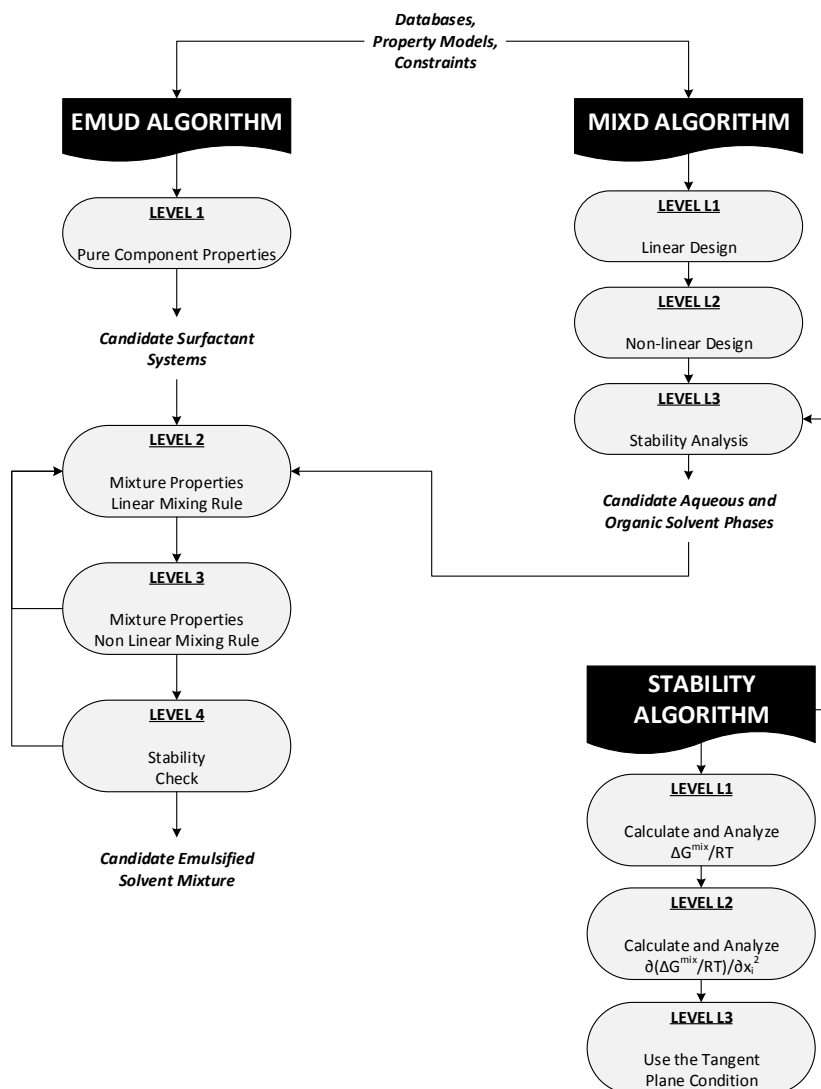 Databases,
Property Models,
Constraints
EMUD ALGORITHM
LEVEL 1
Pure Component Properties
Candidate Surfactant
Systems
LEVEL 2
Mixture Properties
Linear Mixing Rule
LEVEL 3
Mixture Properties
Non Linear Mixing Rule
LEVEL 4
Stability
Check
Candidate Emulsified
Solvent Mixture
MIXD ALGORITHM
LEVEL L1
Linear Design
LEVEL L2
Non-linear Design
LEVEL L3
Stability Analysis
Candidate Aqueous and
Organic Solvent Phases
STABILITY
ALGORITHM
LEVEL L1
Calculate and Analyze
ΔG^mix/RT
LEVEL L2
Calculate and Analyze
∂(ΔG^mix/RT)/∂x_i^2
LEVEL L3
Use the Tangent
Plane Condition